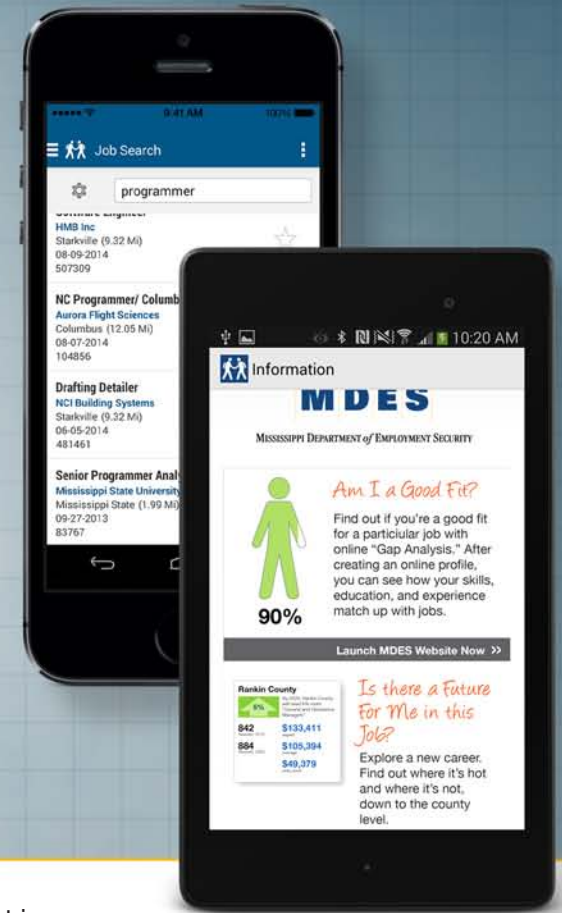 9:41 AM
100%
Job Search
programmer
Software Engineer
HMB Inc
Starkville (9.32 Mi)
08-09-2014
507309
NC Programmer/ Columb
Aurora Flight Sciences
Columbus (12.05 Mi)
08-07-2014
104856
Drafting Detailer
NCI Building Systems
Starkville (9.32 Mi)
06-05-2014
481461
Senior Programmer Anal
Mississippi State University
Mississippi State (1.99 Mi)
09-27-2013
83767
10:20 AM
Information
MDES
MISSISSIPPI DEPARTMENT of EMPLOYMENT SECURITY
Am I a Good Fit?
Find out if you're a good fit
for a particiular job with
online “Gap Analysis.” After
creating an online profile,
you can see how your skills,
education, and experience
match up with jobs.
90%
Launch MDES Website Now >>
Rankin County
5%
842
884
$133,411
$105,394
$49,379
Is there a Future
For Me in this
Job?
Explore a new career.
Find out where it's hot
and where it's not,
down to the county
level.